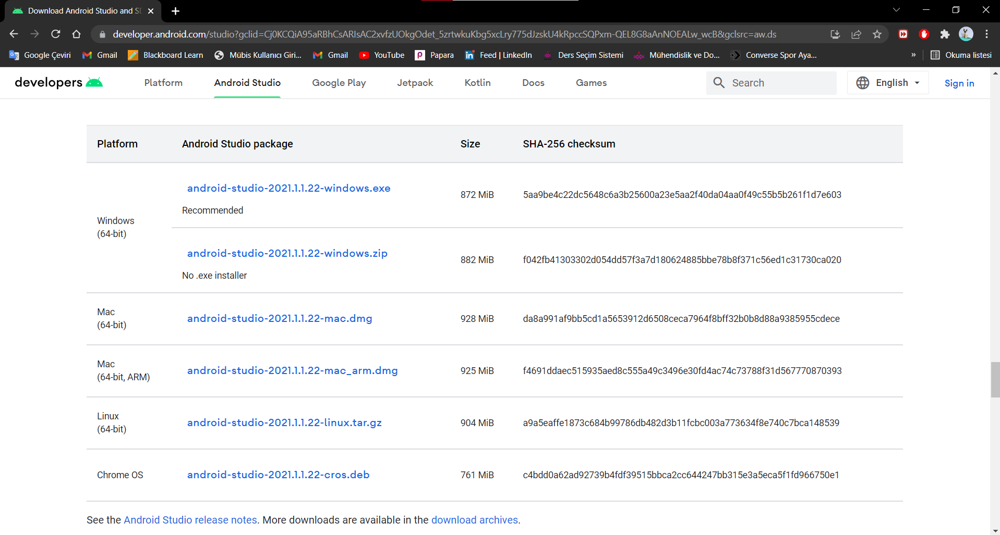 Download Android Studio and SD
developer.android.com/studio?gclid=Cj0KCQiA95aRBhCsARIsAC2xvfzUOkgOdet_5zrtwkuKbg5xcLry775dJzskU4kRpccSQPxm-QEL8G8aAnNOEALw_wcB&gclsrc=aw.ds
Google Çeviri Gmail Blackboard Learn Mübis Kullanıcı Giri... Gmail YouTube Papara Feed | LinkedIn Ders Seçim Sistemi Mühendislik ve Do... Converse Spor Aya... » Okuma listesi
developers Platform Android Studio Google Play Jetpack Kotlin Docs Games Search English Sign in
Platform Android Studio package Size SHA-256 checksum
Windows
(64-bit)
android-studio-2021.1.1.22-windows.exe 872 MiB 5aa9be4c22dc5648c6a3b25600a23e5aa2f40da04aa0f49c55b5b261f1d7e603
Recommended
android-studio-2021.1.1.22-windows.zip 882 MiB f042fb41303302d054dd57f3a7d180624885bbe78b8f371c56ed1c31730ca020
No .exe installer
Mac
(64-bit)
android-studio-2021.1.1.22-mac.dmg 928 MiB da8a991af9bb5cd1a5653912d6508ceca7964f8bff32b0b8d88a9385955cdece
Mac
(64-bit, ARM)
android-studio-2021.1.1.22-mac_arm.dmg 925 MiB f4691ddaec515935aed8c555a49c3496e30fd4ac74c73788f31d567770870393
Linux
(64-bit)
android-studio-2021.1.1.22-linux.tar.gz 904 MiB a9a5eaffe1873c684b99786db482d3b11fcbc003a773634f8e740c7bca148539
Chrome OS android-studio-2021.1.1.22-cros.deb 761 MiB c4bdd0a62ad92739b4fdf39515bbca2cc644247bb315e3a5eca5f1fd966750e1
See the Android Studio release notes. More downloads are available in the download archives.